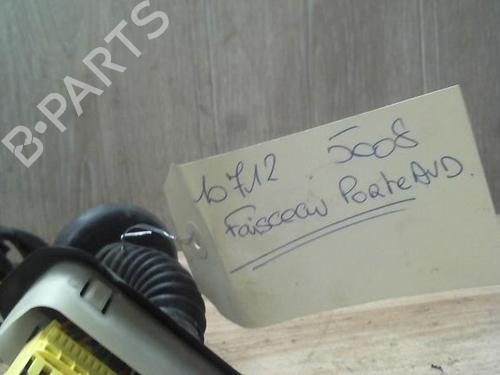 B-PARTS
10712 5008
Faisceau Porte AVD.